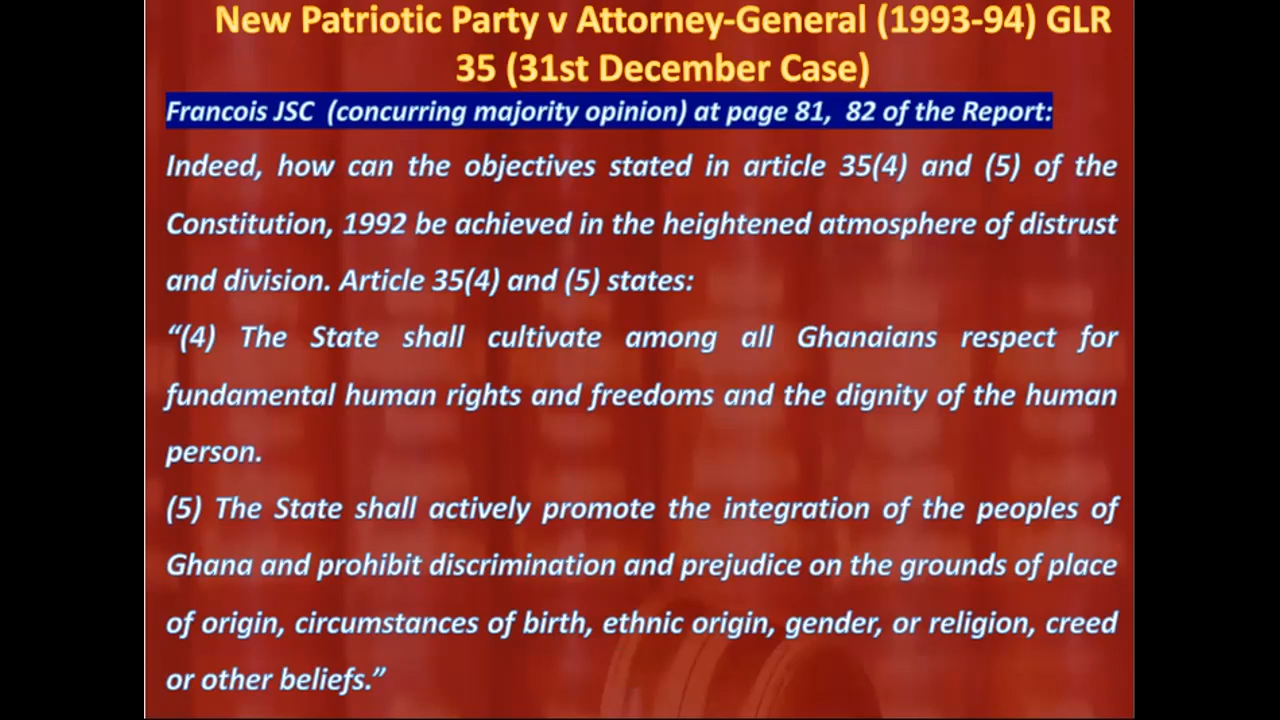 New Patriotic Party v Attorney-General (1993-94) GLR
35 (31st December Case)
Francois JSC (concurring majority opinion) at page 81, 82 of the Report:
Indeed, how can the objectives stated in article 35(4) and (5) of the
Constitution, 1992 be achieved in the heightened atmosphere of distrust
and division. Article 35(4) and (5) states:
“(4) The State shall cultivate among all Ghanaians respect for
fundamental human rights and freedoms and the dignity of the human
person.
(5) The State shall actively promote the integration of the peoples of
Ghana and prohibit discrimination and prejudice on the grounds of place
of origin, circumstances of birth, ethnic origin, gender, or religion, creed
or other beliefs.”